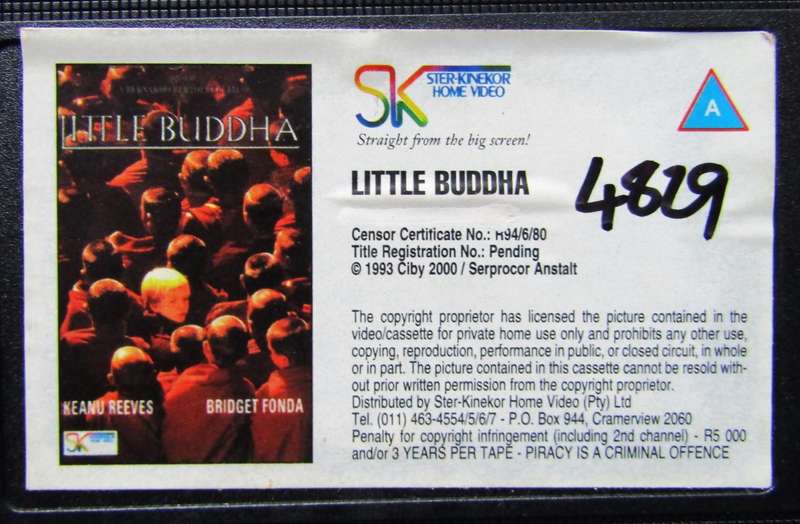 LITTLE BUDDHA
KEANU REEVES
BRIDGET FONDA
SK
STER-KINEKOR
HOME VIDEO
Straight from the big screen!
A
LITTLE BUDDHA
4829
Censor Certificate No.: R94/6/80
Title Registration No.: Pending
© 1993 Ciby 2000 / Serprocor Anstalt
The copyright proprietor has licensed the picture contained in the
video/cassette for private home use only and prohibits any other use,
copying, reproduction, performance in public, or closed circuit, in whole
or in part. The picture contained in this cassette cannot be resold with-
out prior written permission from the copyright proprietor.
Distributed by Ster-Kinekor Home Video (Pty) Ltd
Tel. (011) 463-4554/5/6/7 - P.O. Box 944, Cramerview 2060
Penalty for copyright infringement (including 2nd channel) - R5 000
and/or 3 YEARS PER TAPE - PIRACY IS A CRIMINAL OFFENCE